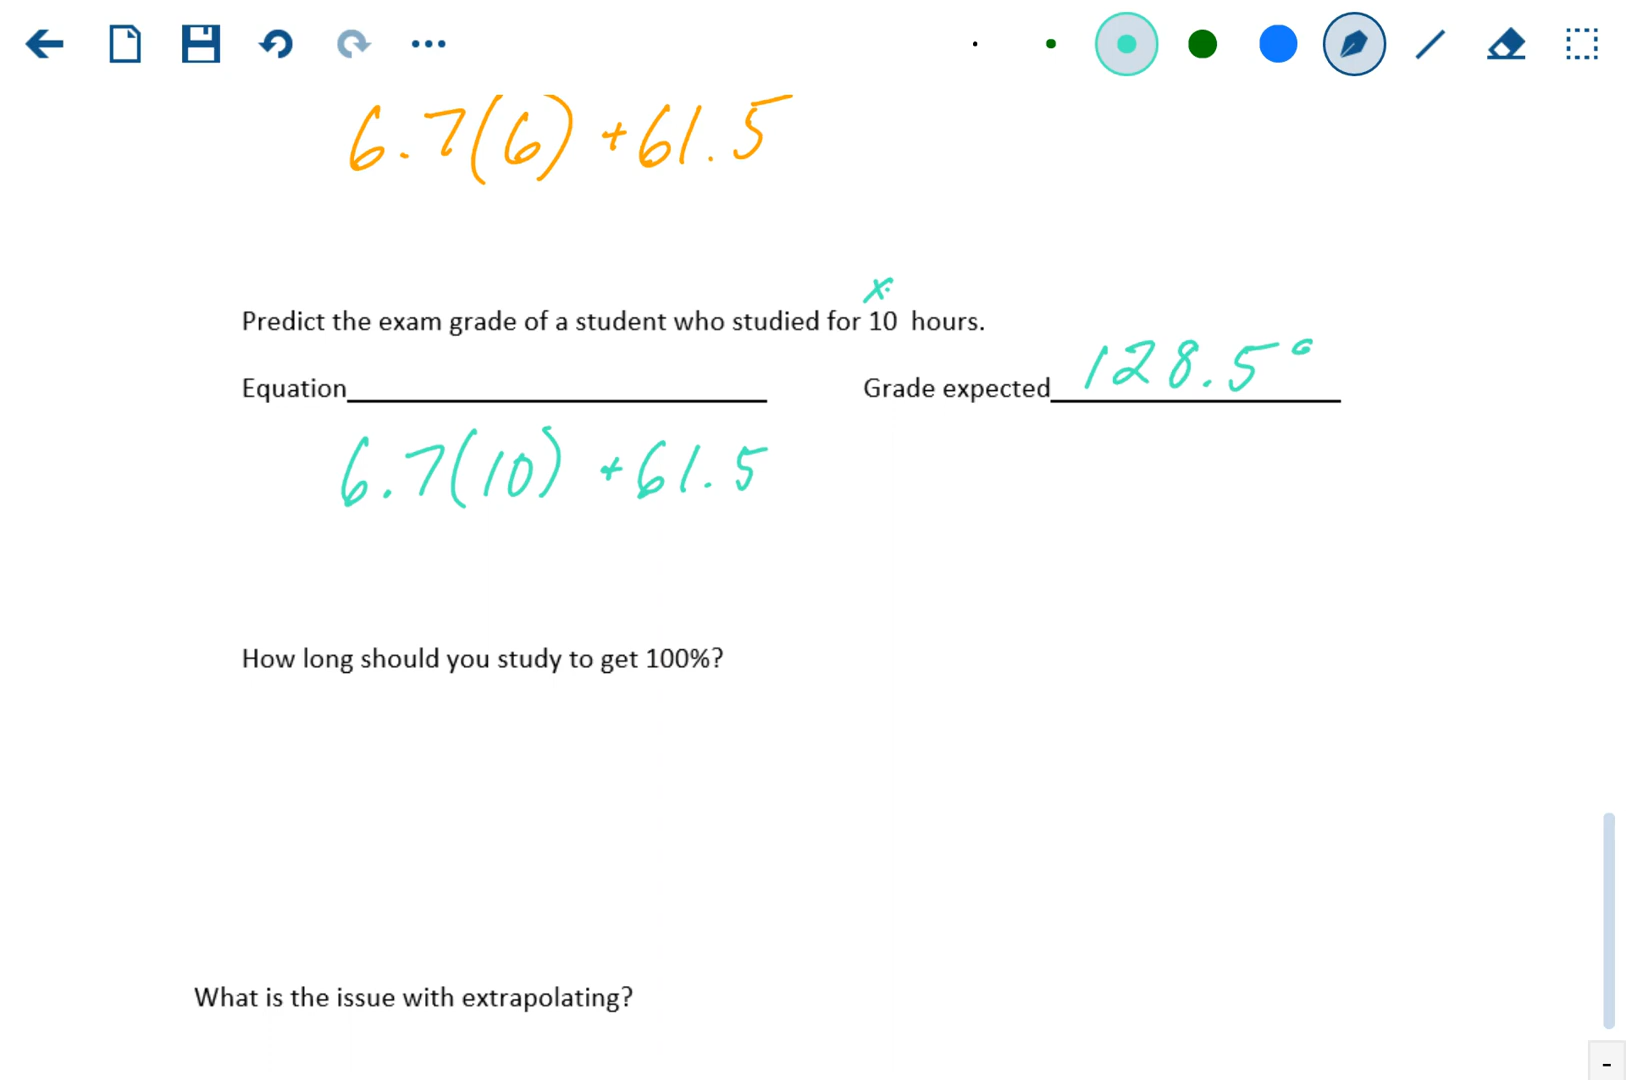 6.7(6) +61.5
x
Predict the exam grade of a student who studied for 10 hours.
Equation Grade expected 128.5
6.7(10) +61.5
How long should you study to get 100%?
What is the issue with extrapolating?